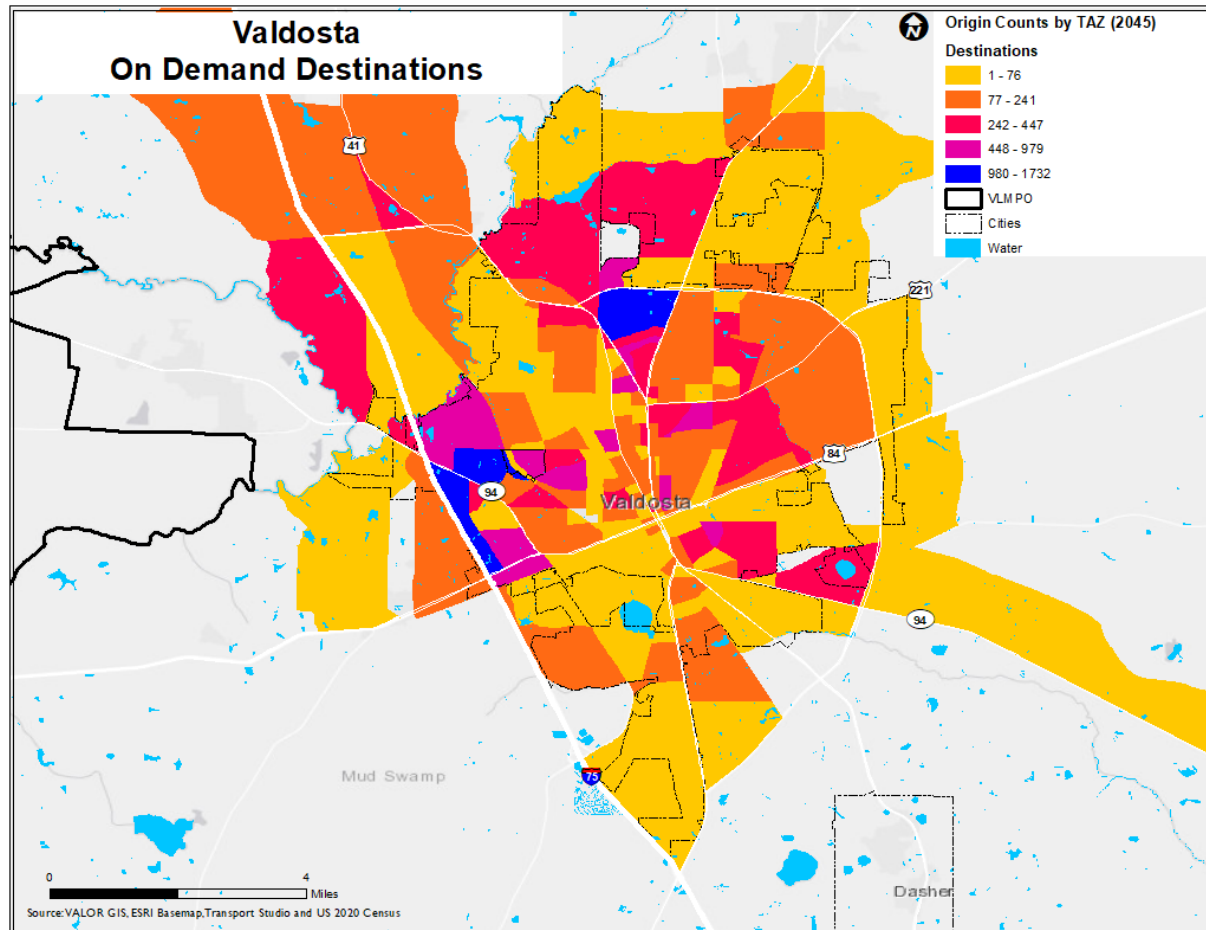 Valdosta
On Demand Destinations
N
Origin Counts by TAZ (2045)
Destinations
1 - 76
77 - 241
242 - 447
448 - 979
980 - 1732
VLMPO
Cities
Water
41
221
84
94
Valdosta
94
75
Mud Swamp
Dasher
0
4
Miles
Source:VALOR GIS, ESRI Basemap,Transport Studio and US 2020 Census